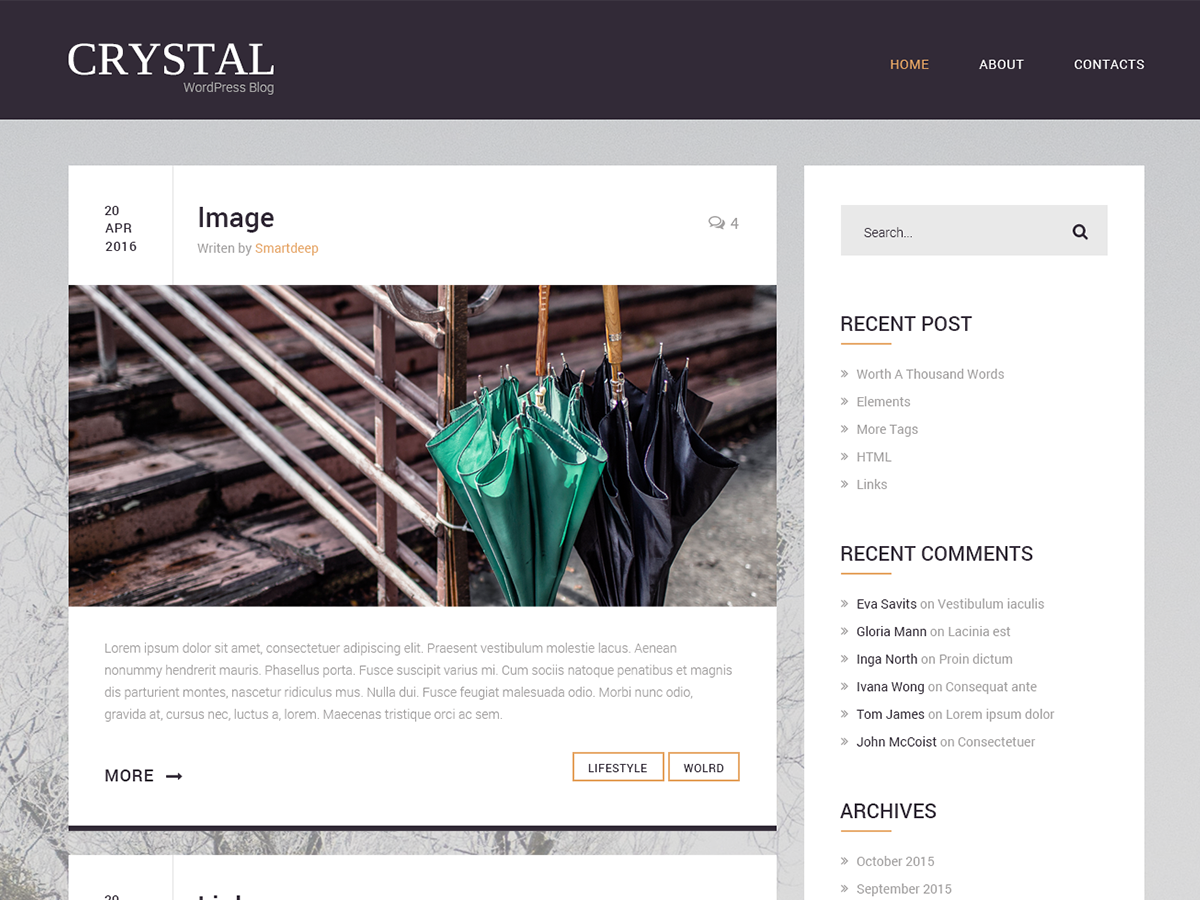 CRYSTAL
WordPress Blog
HOME
ABOUT
CONTACTS
20
APR
2016
Image
Writen by Smartdeep
4
Lorem ipsum dolor sit amet, consectetuer adipiscing elit. Praesent vestibulum molestie lacus. Aenean
nonummy hendrerit mauris. Phasellus porta. Fusce suscipit varius mi. Cum sociis natoque penatibus et magnis
dis parturient montes, nascetur ridiculus mus. Nulla dui. Fusce feugiat malesuada odio. Morbi nunc odio,
gravida at, cursus nec, luctus a, lorem. Maecenas tristique orci ac sem.
MORE
LIFESTYLE
WOLRD
Search...
RECENT POST
Worth A Thousand Words
Elements
More Tags
HTML
Links
RECENT COMMENTS
Eva Savits on Vestibulum iaculis
Gloria Mann on Lacinia est
Inga North on Proin dictum
Ivana Wong on Consequat ante
Tom James on Lorem ipsum dolor
John McCoist on Consectetuer
ARCHIVES
October 2015
September 2015